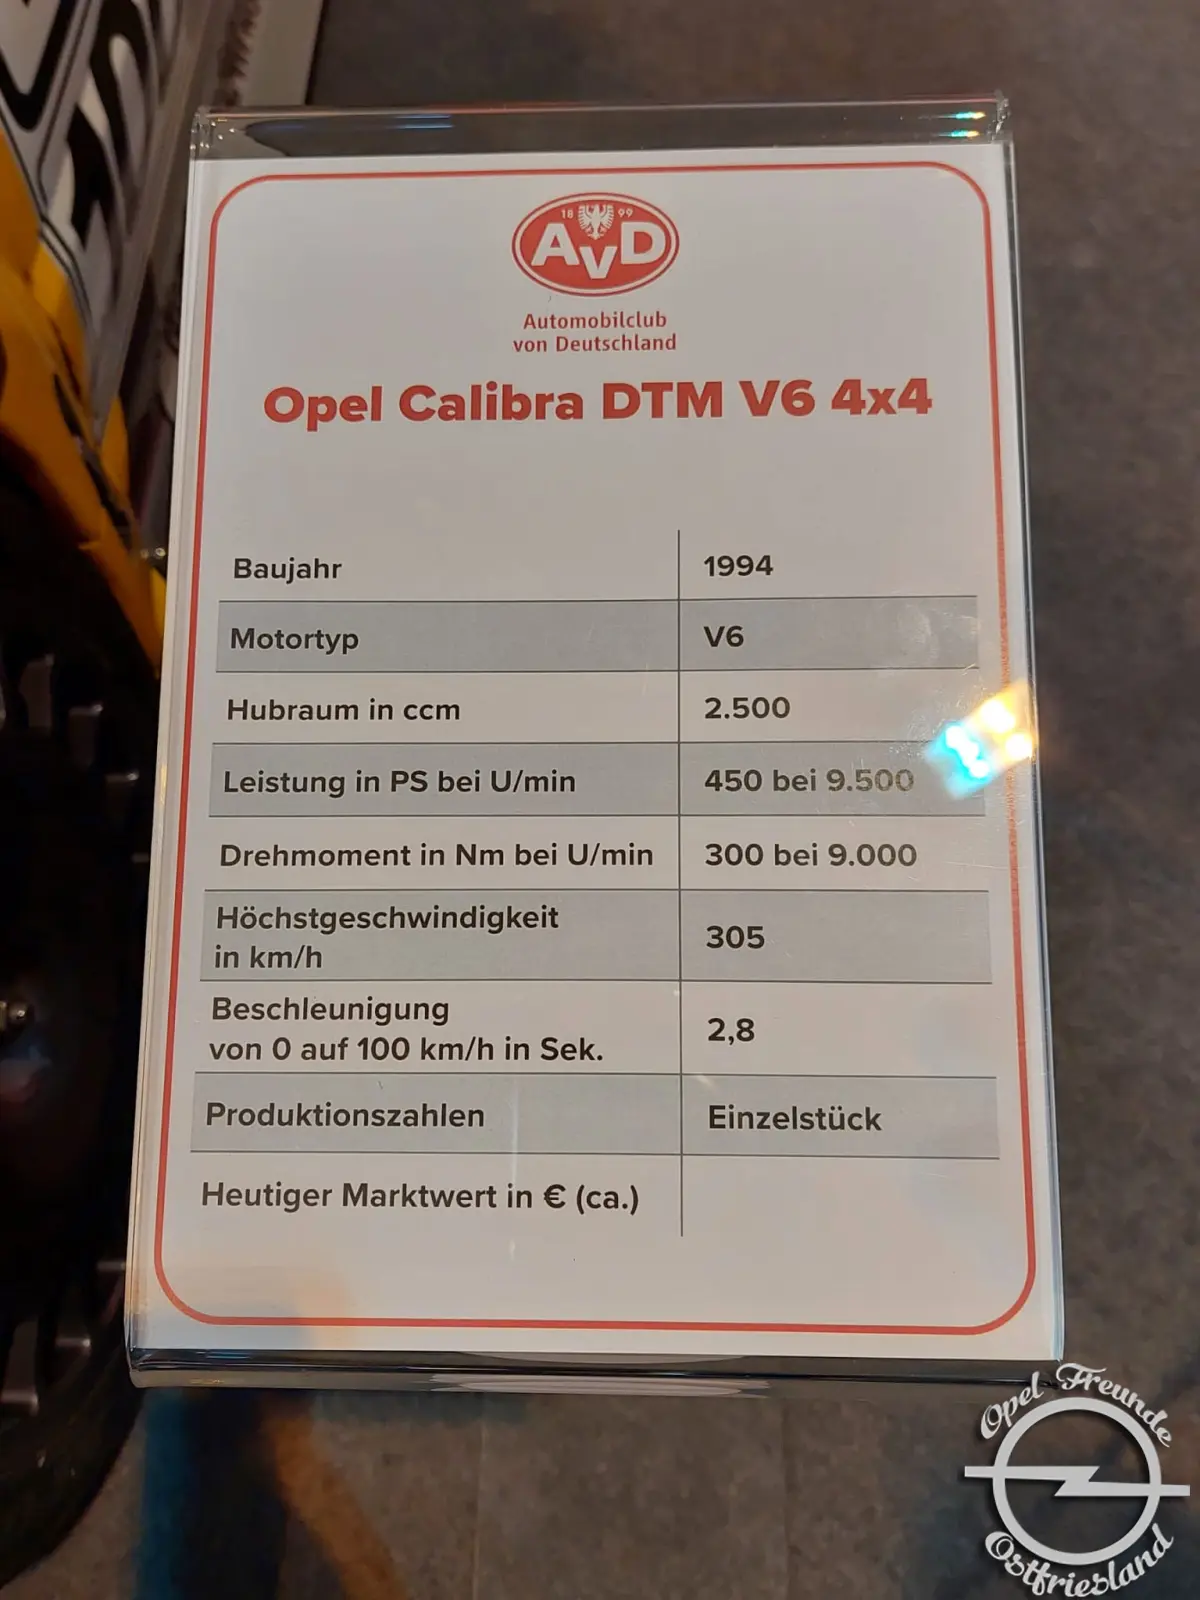 18 99
AvD
Automobilclub
von Deutschland
Opel Calibra DTM V6 4x4
Baujahr 1994
Motortyp V6
Hubraum in ccm 2.500
Leistung in PS bei U/min 450 bei 9.500
Drehmoment in Nm bei U/min 300 bei 9.000
Höchstgeschwindigkeit
in km/h 305
Beschleunigung
von 0 auf 100 km/h in Sek. 2,8
Produktionszahlen Einzelstück
Heutiger Marktwert in € (ca.)
Opel Freunde
Ostfriesland